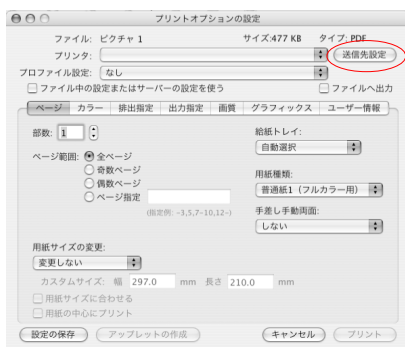 プリントオプションの設定
ファイル: ピクチャ 1 サイズ:477 KB タイプ: PDF
プリンタ: 送信先設定
プロファイル設定: なし
ファイル中の設定またはサーバーの設定を使う ファイルへ出力
ページ カラー 排出指定 出力指定 画質 グラフィックス ユーザー情報
部数: 1 給紙トレイ:
自動選択
ページ範囲: 全ページ
奇数ページ 用紙種類:
偶数ページ 普通紙1（フルカラー用）
ページ指定
(指定例: -3,5,7-10,12-) 手差し手動両面:
しない
用紙サイズの変更:
変更しない
カスタムサイズ: 幅 297.0 mm 長さ 210.0 mm
用紙サイズに合わせる
用紙の中心にプリント
設定の保存 アップレットの作成 キャンセル プリント